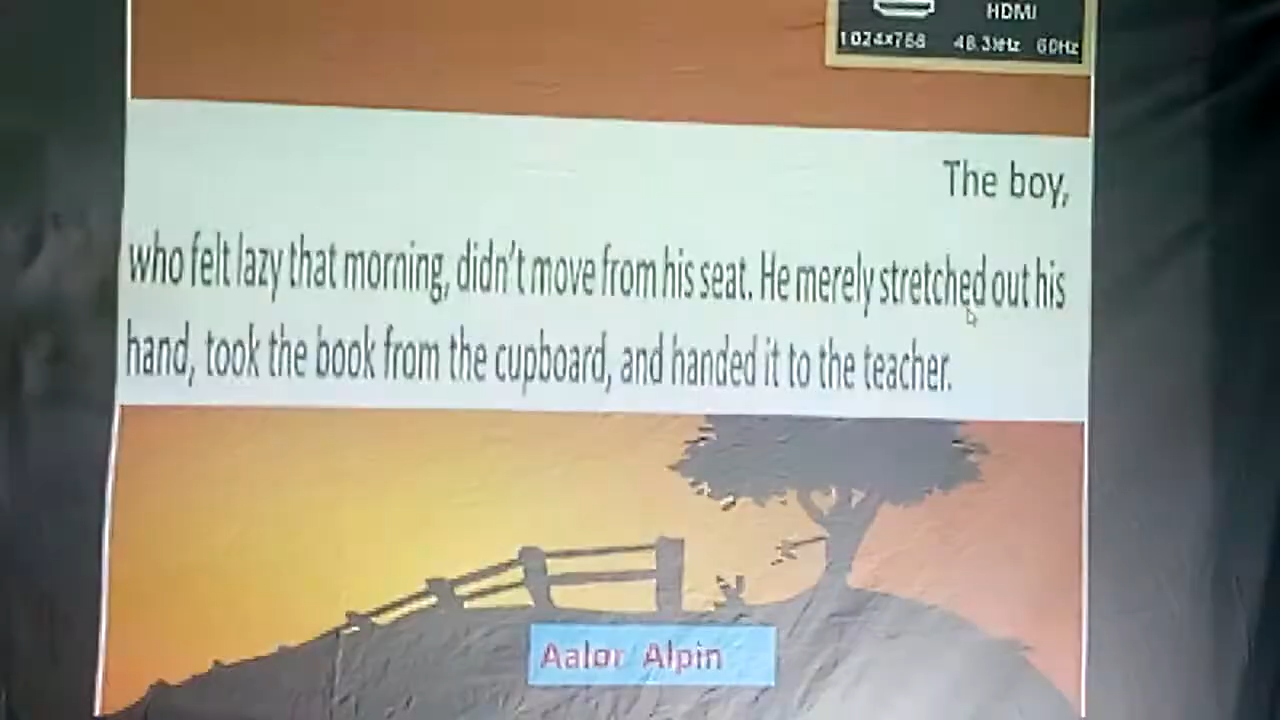 HDMI
1024x768 48.3kHz 60Hz
The boy,
who felt lazy that morning, didn't move from his seat. He merely stretched out his
hand, took the book from the cupboard, and handed it to the teacher.
Aalor Alpin